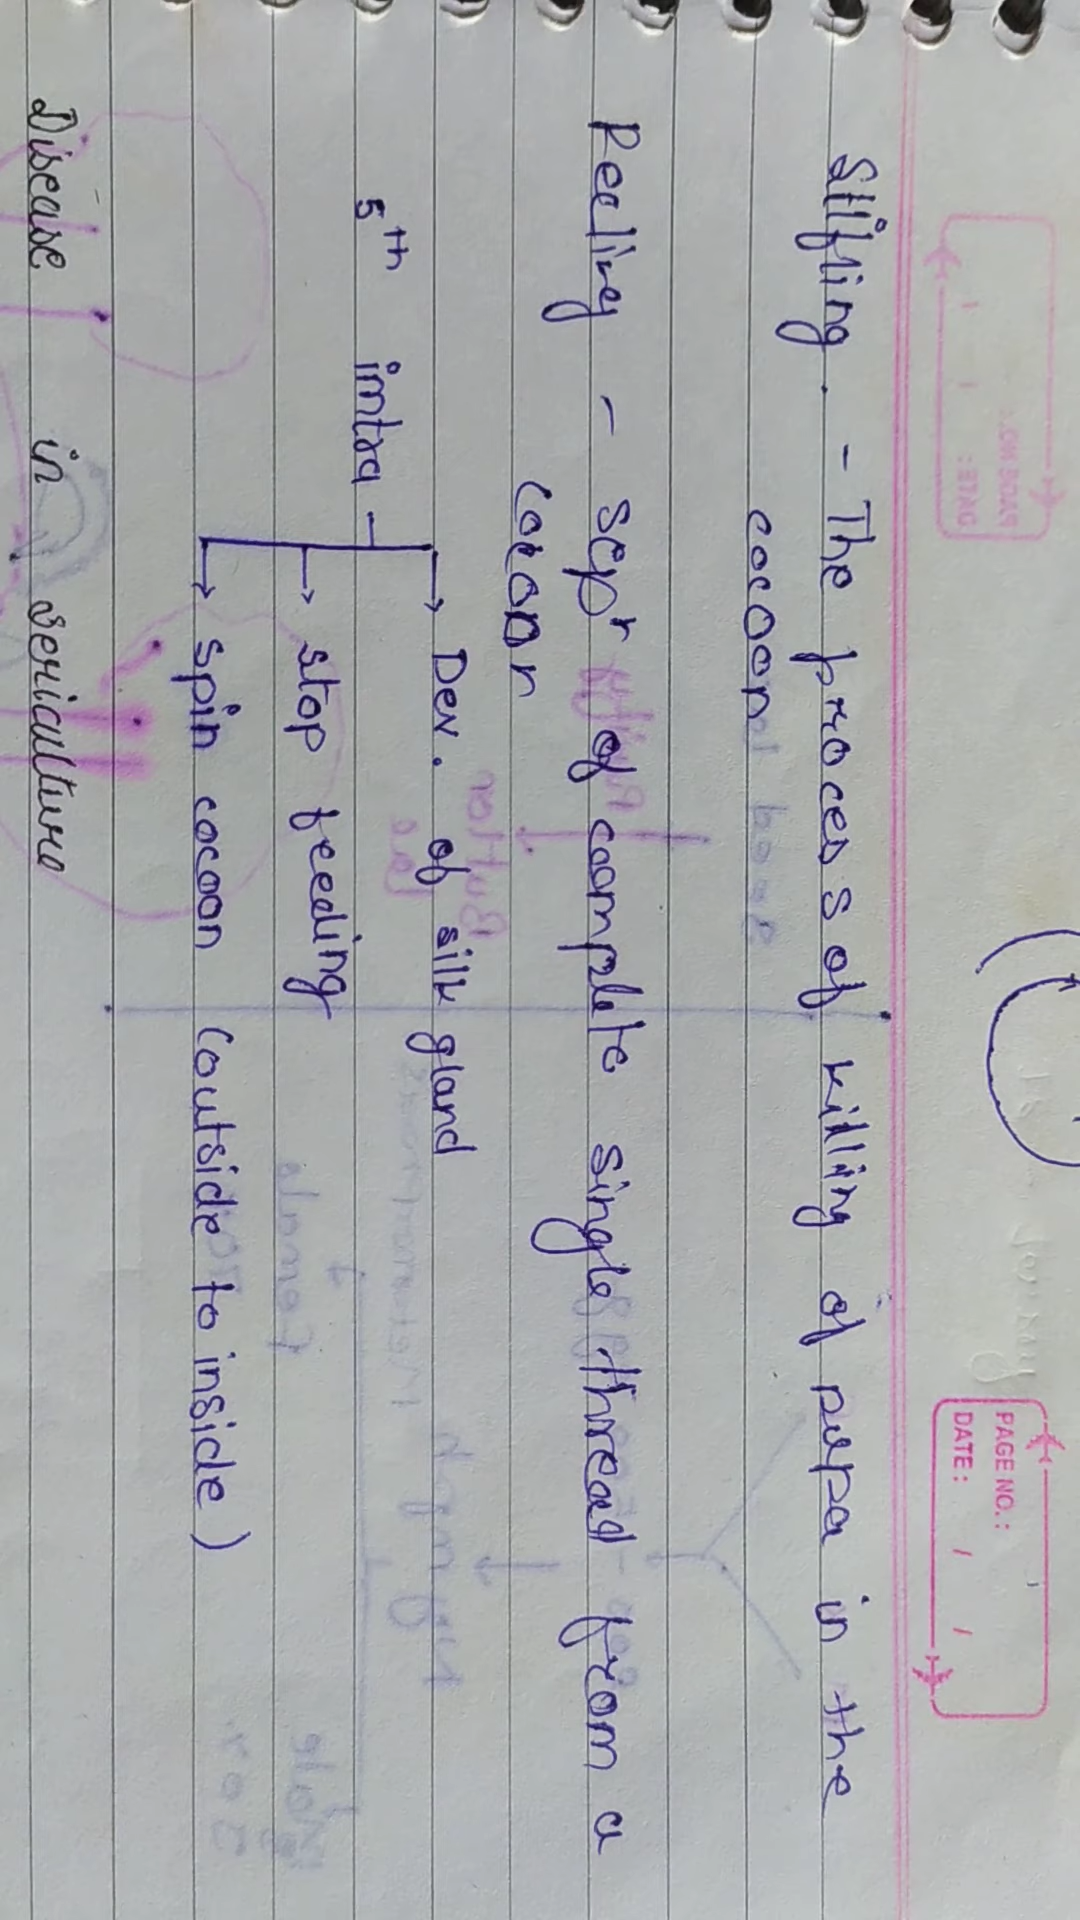 PAGE NO.:
DATE: / /
Stifling. - The process of killing of pupa in the
cocoon
Reeling - Sepr of complete single thread from a
cocoon
5th intra
→ Dev. of silk gland
→ stop feeding
→ spin cocoon (outside to inside)
Disease in sericulture